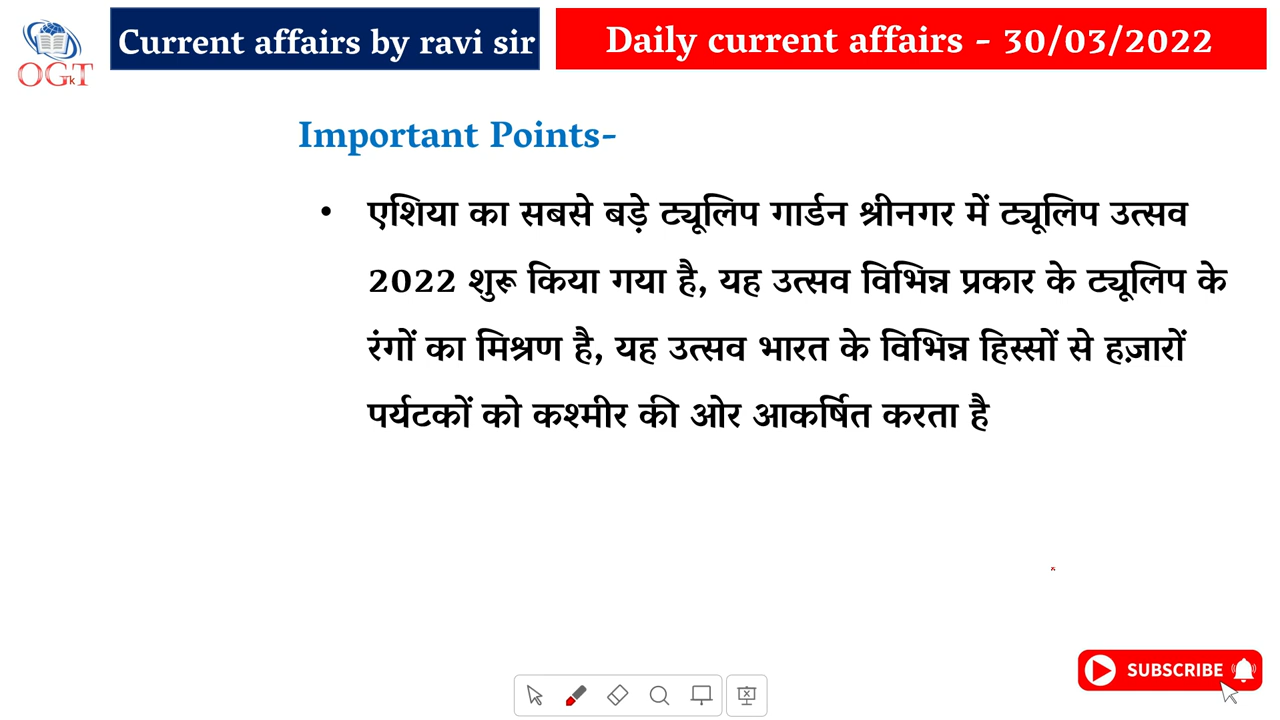 Current affairs by ravi sir
Daily current affairs - 30/03/2022
OGT
rk
Important Points-
• एशिया का सबसे बड़े ट्यूलिप गार्डन श्रीनगर में ट्यूलिप उत्सव
2022 शुरू किया गया है, यह उत्सव विभिन्न प्रकार के ट्यूलिप के
रंगों का मिश्रण है, यह उत्सव भारत के विभिन्न हिस्सों से हज़ारों
पर्यटकों को कश्मीर की ओर आकर्षित करता है
SUBSCRIBE